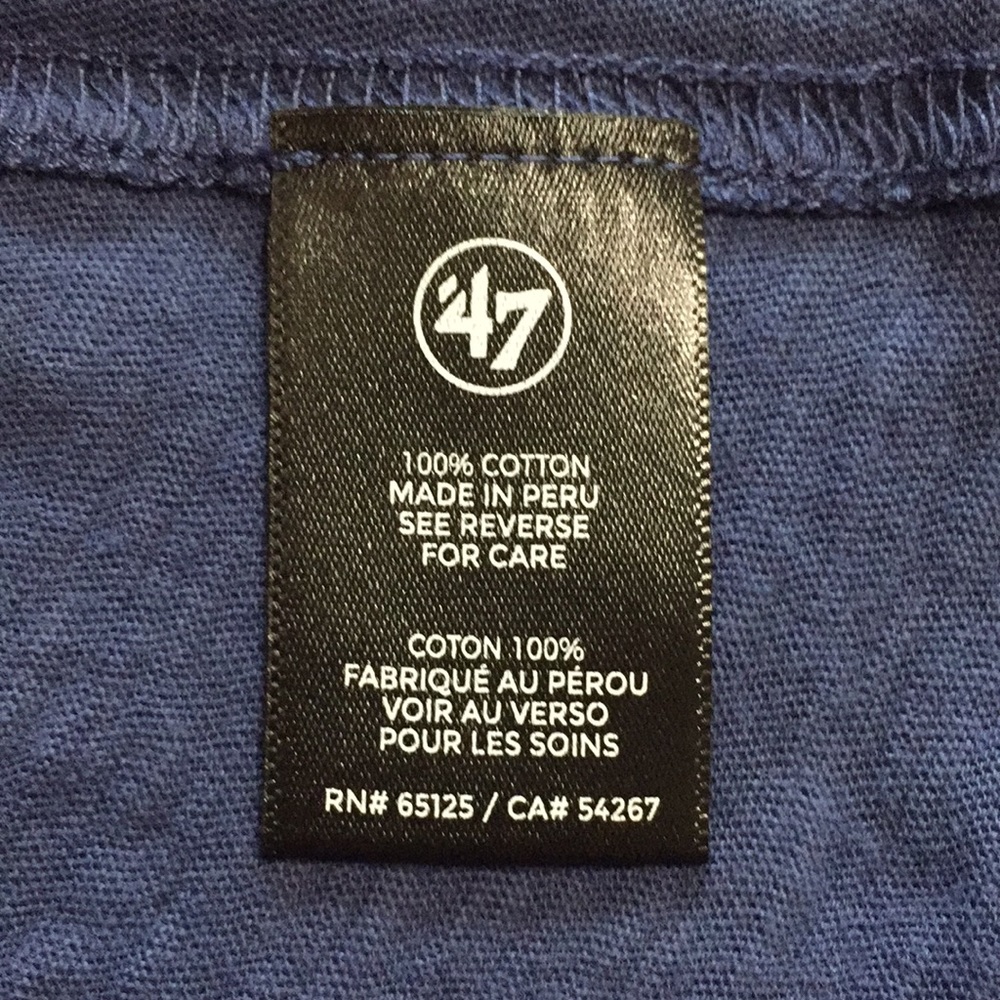 '47
100% COTTON
MADE IN PERU
SEE REVERSE
FOR CARE
COTON 100%
FABRIQUÉ AU PÉROU
VOIR AU VERSO
POUR LES SOINS
RN# 65125 / CA# 54267